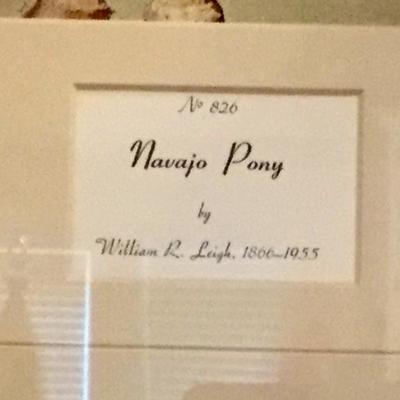 Nº 826
Navajo Pony
by
William R. Leigh, 1866–1955